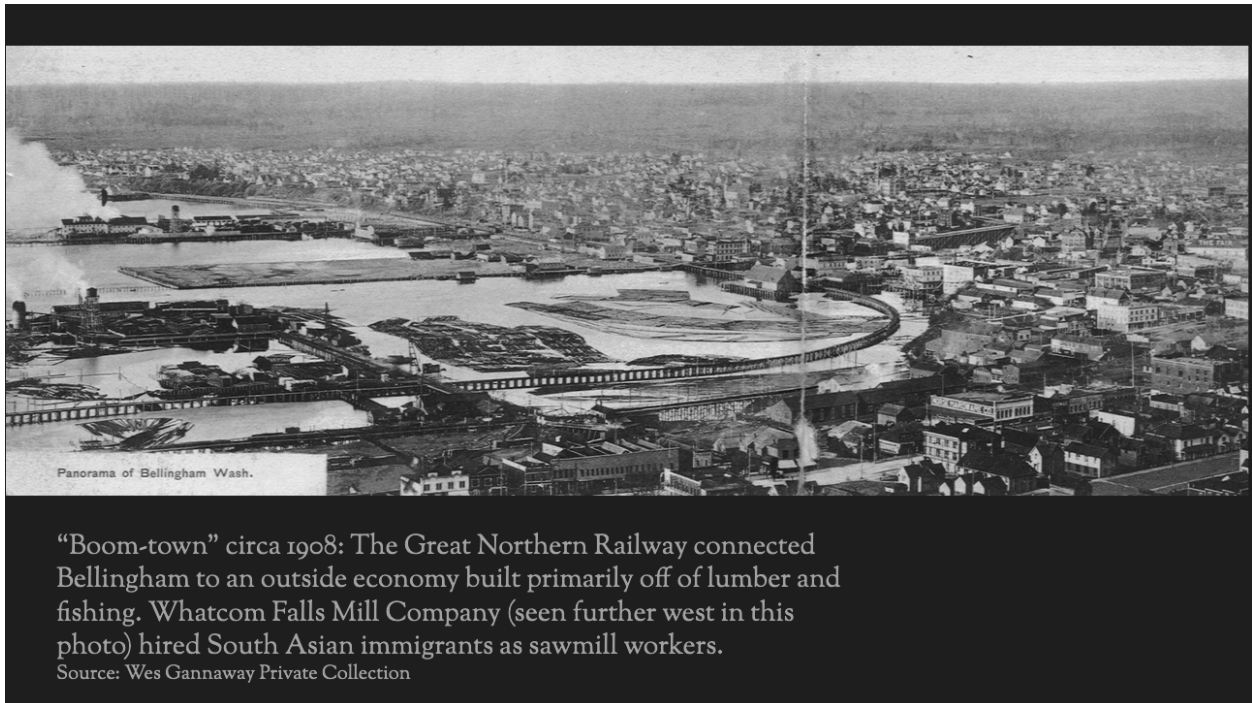 THE FAIR
Panorama of Bellingham Wash.
“Boom-town” circa 1908: The Great Northern Railway connected
Bellingham to an outside economy built primarily off of lumber and
fishing. Whatcom Falls Mill Company (seen further west in this
photo) hired South Asian immigrants as sawmill workers.
Source: Wes Gannaway Private Collection